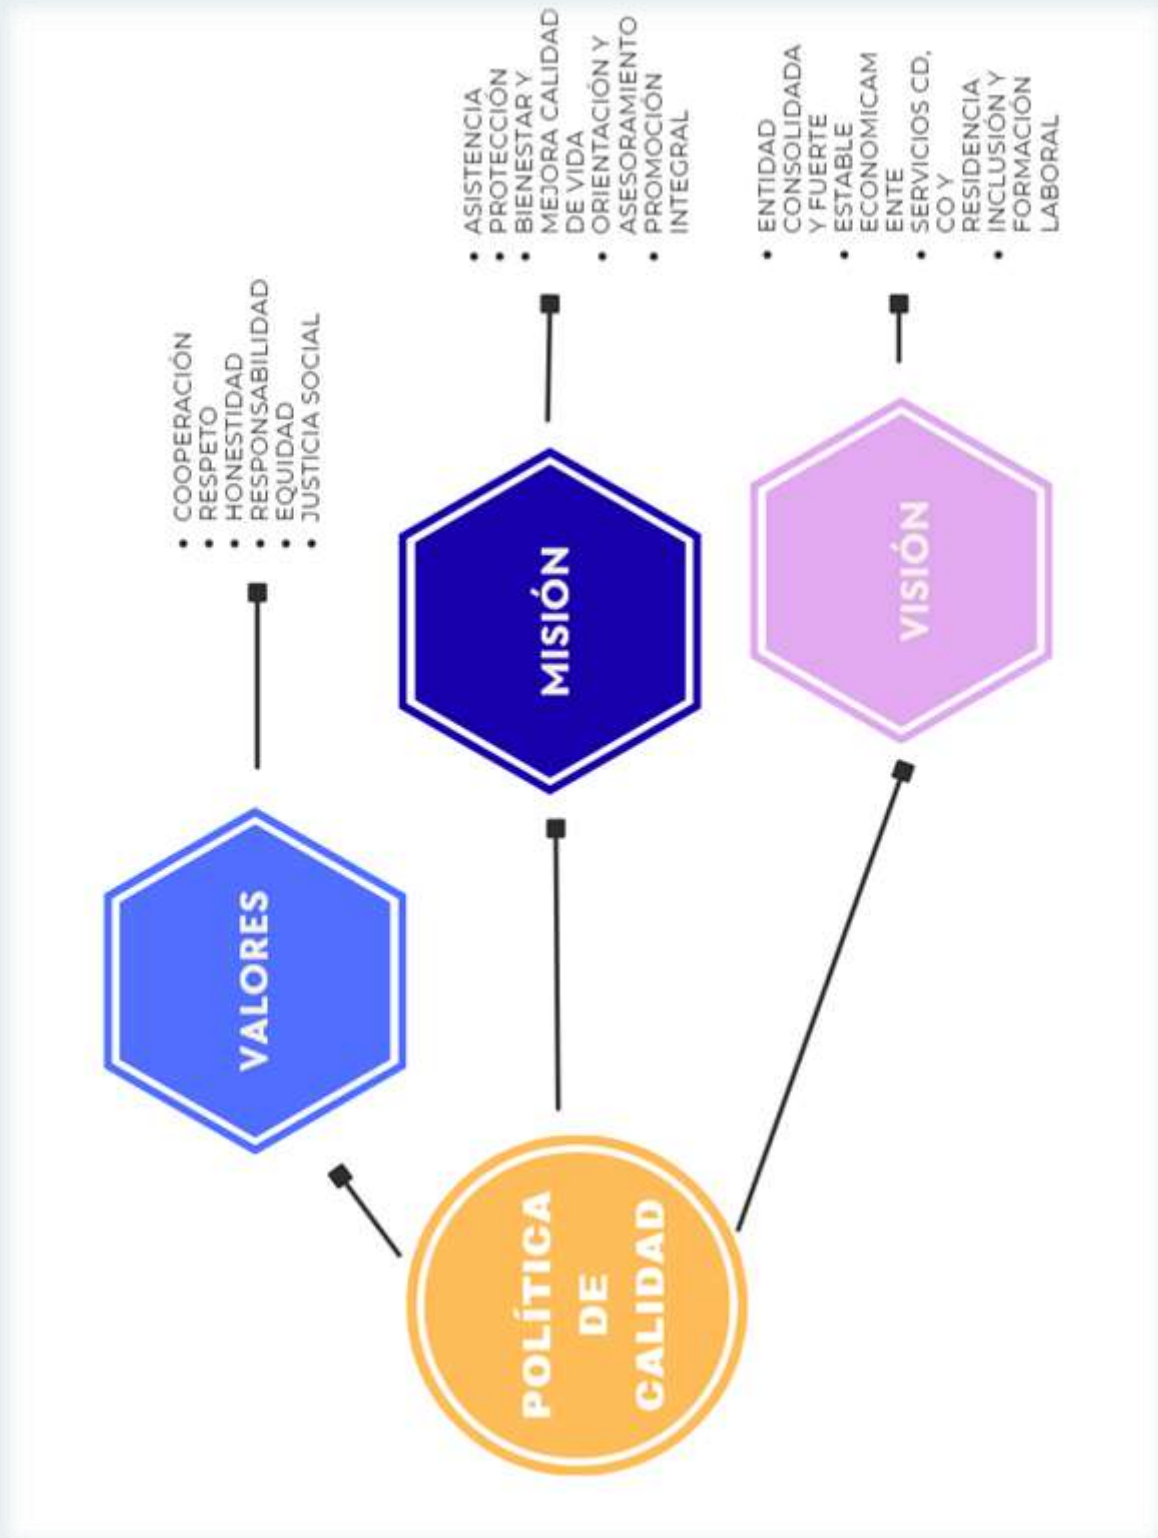 POLÍTICA
DE
CALIDAD
VALORES
• COOPERACIÓN
• RESPETO
• HONESTIDAD
• RESPONSABILIDAD
• EQUIDAD
• JUSTICIA SOCIAL
MISIÓN
• ASISTENCIA
• PROTECCIÓN
• BIENESTAR Y
MEJORA CALIDAD
DE VIDA
• ORIENTACIÓN Y
ASESORAMIENTO
• PROMOCIÓN
INTEGRAL
VISIÓN
• ENTIDAD
CONSOLIDADA
Y FUERTE
• ESTABLE
ECONOMICAM
ENTE
• SERVICIOS CD,
CO Y
RESIDENCIA
• INCLUSIÓN Y
FORMACIÓN
LABORAL